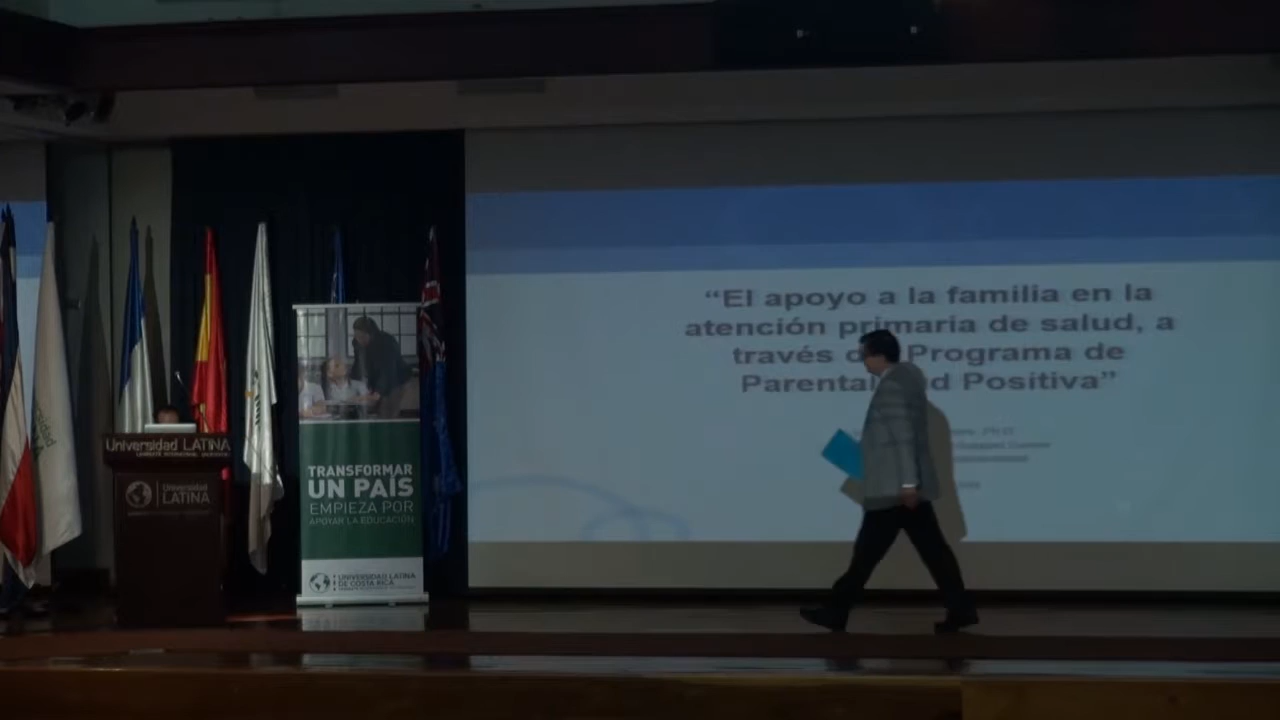 “El apoyo a la familia en la
atención primaria de salud, a
través Programa de
Parental d Positiva”
Universidad LATINA
Universidad
LATINA
TRANSFORMAR
UN PAÍS
EMPIEZA POR
APOYAR LA EDUCACIÓN
UNIVERSIDAD LATINA
DE COSTA RICA